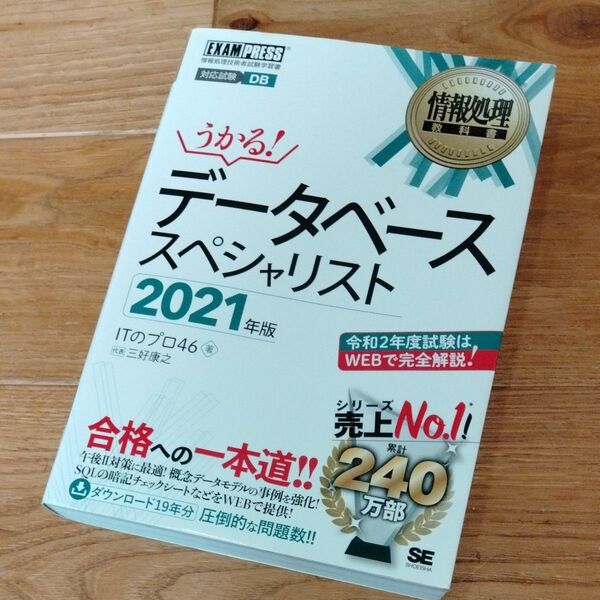 EXAMPRESS®
情報処理技術者試験学習書
対応試験 DB
情報処理
教科書
うかる!
データベース
スペシャリスト
2021年版
ITのプロ46 著
代表 三好康之
令和2年度試験は
WEBで完全解説!
シリーズ
売上No.1!
累計
240
万部
合格への一本道!!
午後II対策に最適! 概念データモデルの事例を強化!
SQLの暗記チェックシートなどをWEBで提供!
ダウンロード19年分 圧倒的な問題数!!
SE
SHOEISHA